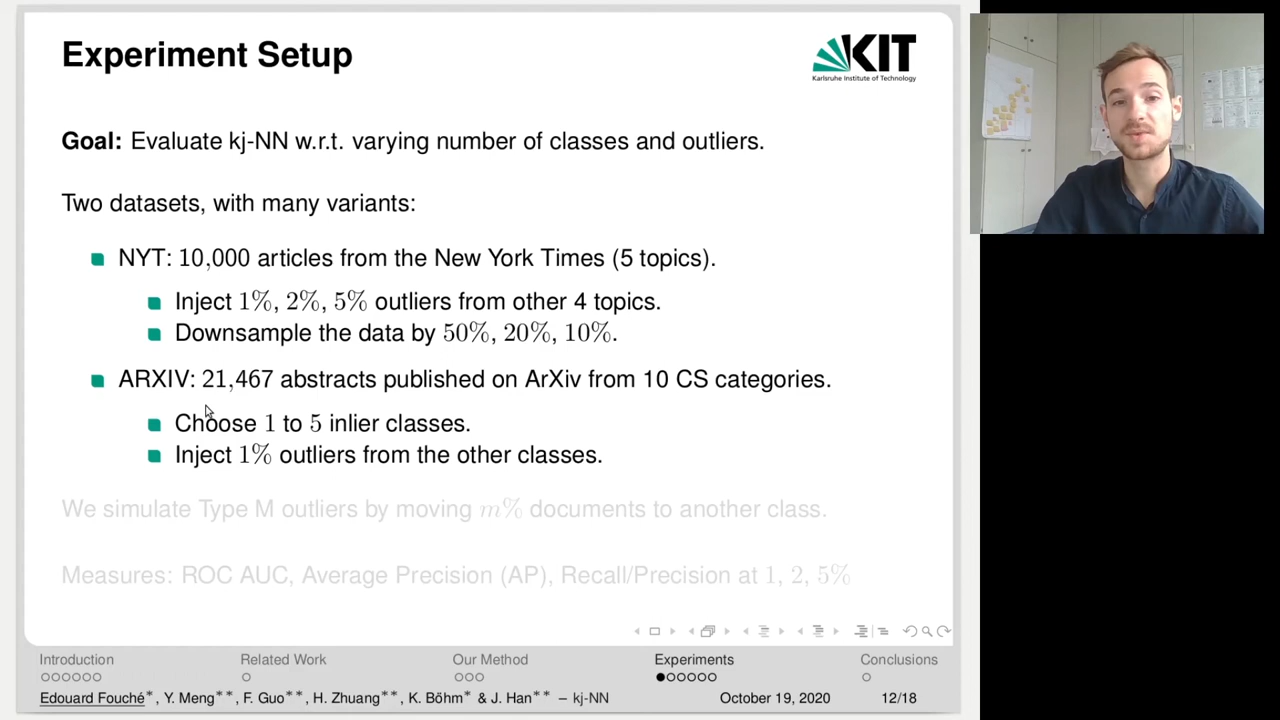 Experiment Setup
KIT
Karlsruhe Institute of Technology
Goal: Evaluate kj-NN w.r.t. varying number of classes and outliers.
Two datasets, with many variants:
NYT: 10,000 articles from the New York Times (5 topics).
Inject 1%, 2%, 5% outliers from other 4 topics.
Downsample the data by 50%, 20%, 10%.
ARXIV: 21,467 abstracts published on ArXiv from 10 CS categories.
Choose 1 to 5 inlier classes.
Inject 1% outliers from the other classes.
We simulate Type M outliers by moving m% documents to another class.
Measures: ROC AUC, Average Precision (AP), Recall/Precision at 1, 2, 5%
Introduction Related Work Our Method Experiments Conclusions
Edouard Fouché*, Y. Meng**, F. Guo**, H. Zhuang**, K. Böhm* & J. Han** – kj-NN October 19, 2020 12/18